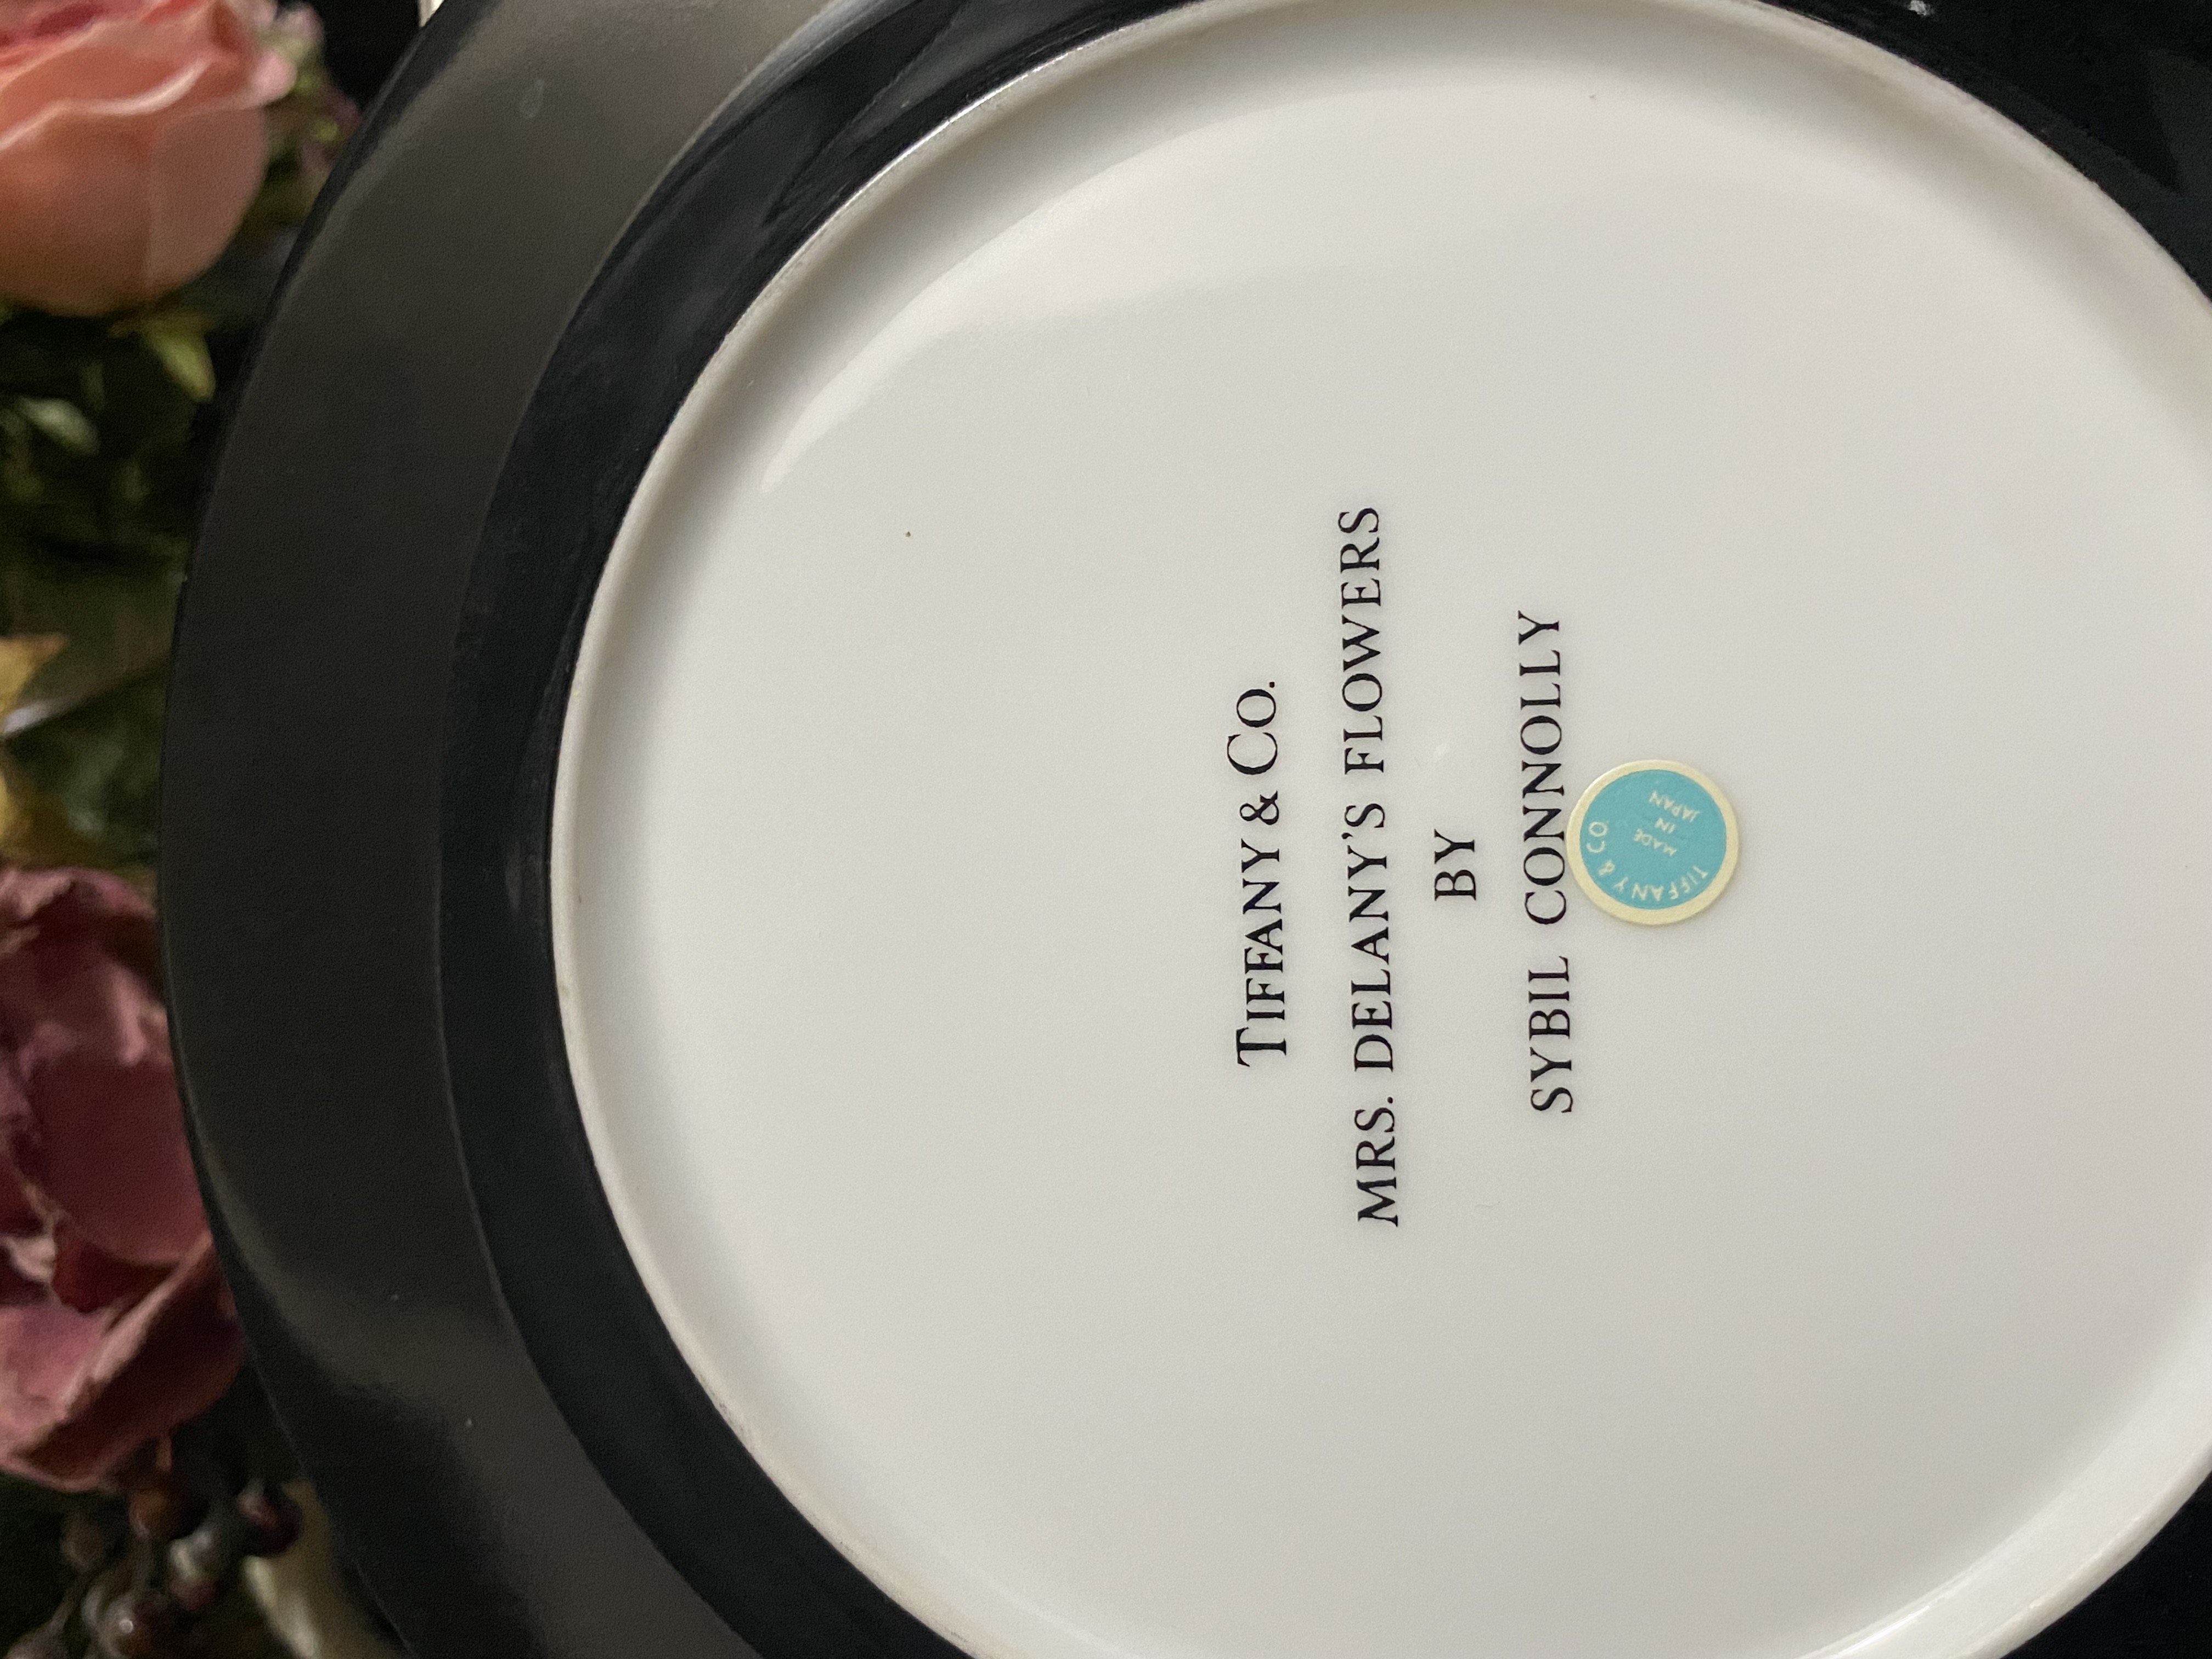 TIFFANY & CO.
MRS. DELANY'S FLOWERS
BY
SYBIL CONNOLLY
TIFFANY & CO.
MADE
IN
JAPAN